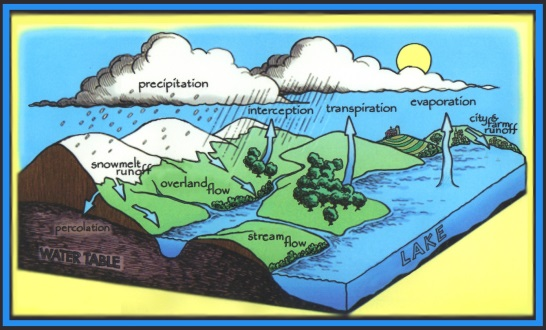 precipitation
interception
transpiration
evaporation
city &
farm
runoff
snowmelt
runoff
overland
flow
percolation
stream
flow
WATER TABLE
LAKE